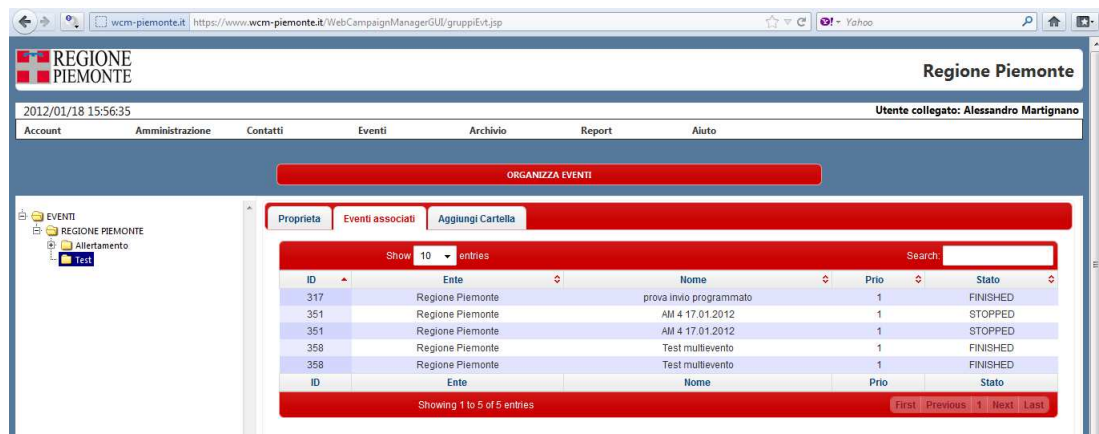 wcm-piemonte.it https://www.wcm-piemonte.it/WebCampaignManagerGUI/gruppiEvt.jsp Yahoo
REGIONE
PIEMONTE
Regione Piemonte
2012/01/18 15:56:35 Utente collegato: Alessandro Martignano
Account Amministrazione Contatti Eventi Archivio Report Aiuto
ORGANIZZA EVENTI
EVENTI
REGIONE PIEMONTE
Allertamento
Test
Proprieta Eventi associati Aggiungi Cartella
Show 10 entries Search:
ID Ente Nome Prio Stato
317 Regione Piemonte prova invio programmato 1 FINISHED
351 Regione Piemonte AM 4 17.01.2012 1 STOPPED
351 Regione Piemonte AM 4 17.01.2012 1 STOPPED
358 Regione Piemonte Test multievento 1 FINISHED
358 Regione Piemonte Test multievento 1 FINISHED
ID Ente Nome Prio Stato
Showing 1 to 5 of 5 entries First Previous 1 Next Last